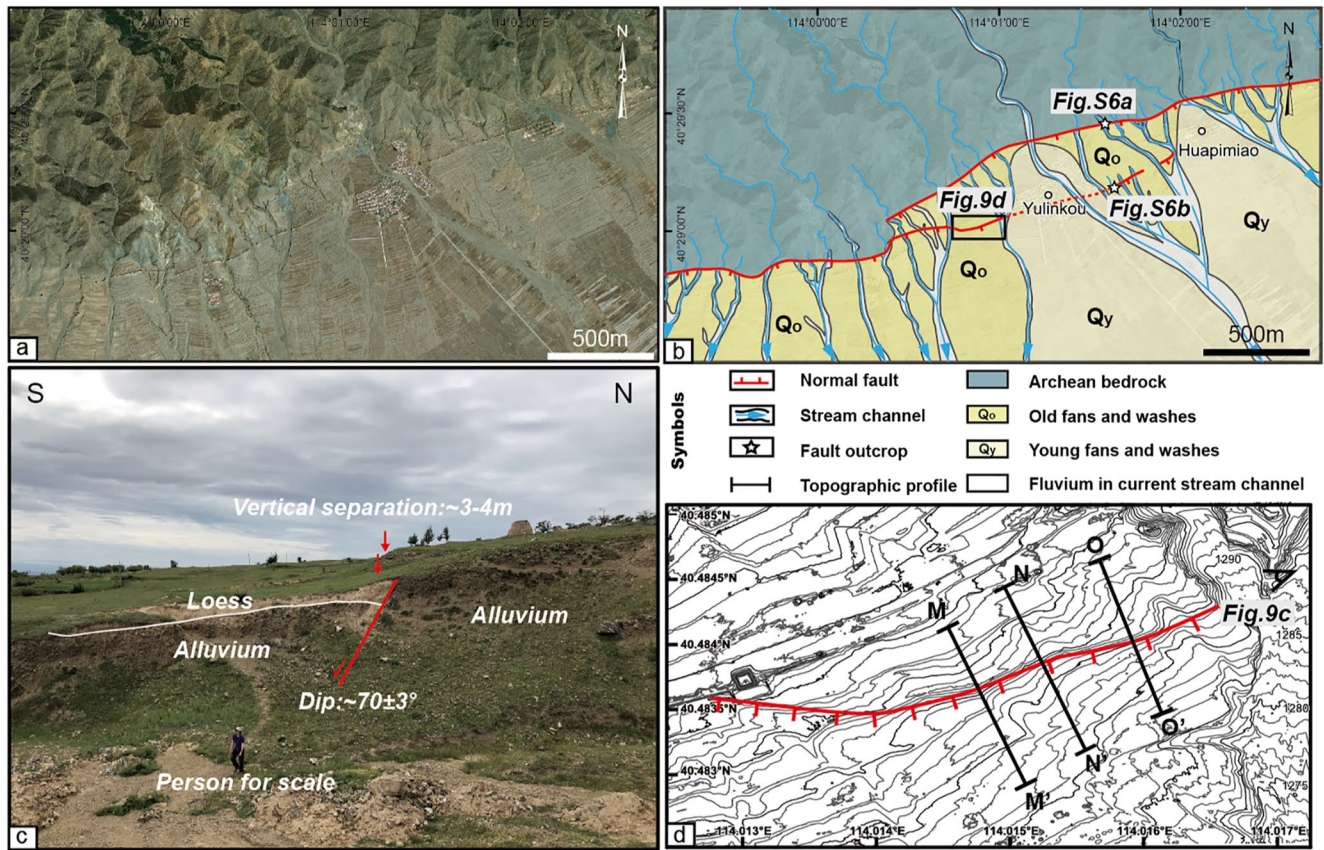 114°00'00"E
114°01'00"E
114°02'00"E
N
40°29'30"N
40°29'00"N
500m
a
114°00'00"E
114°01'00"E
114°02'00"E
N
40°29'30"N
40°29'00"N
Fig.S6a
Qo
Huapimiao
Fig.9d
Yulinkou
Fig.S6b
Qy
Qo
Qo
Qy
500m
b
S
N
Vertical separation:~3-4m
Loess
Alluvium
Alluvium
Dip:~70±3°
Person for scale
c
Symbols
Normal fault
Archean bedrock
Stream channel
Qo
Old fans and washes
Fault outcrop
Qy
Young fans and washes
Topographic profile
Fluvium in current stream channel
40.485°N
O
1290
40.4845°N
N
M
Fig.9c
1285
40.484°N
40.4835°N
1280
O'
N'
40.483°N
1275
M'
114.013°E
114.014°E
114.015°E
114.016°E
114.017°E
d